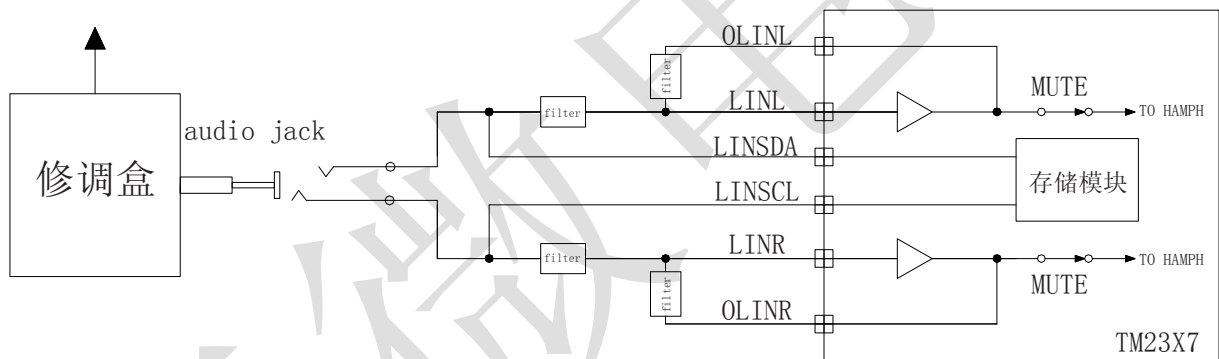 修调盒
audio jack
filter
filter
OLINL
LINL
LINSDA
LINSCL
LINR
OLINR
filter
filter
MUTE
TO HAMPH
存储模块
TO HAMPH
MUTE
TM23X7
微